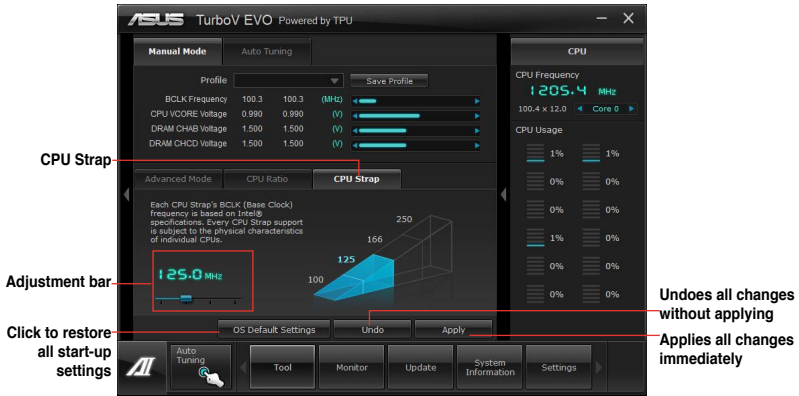 ASUS TurboV EVO Powered by TPU
Manual Mode
Auto Tuning
Profile
Save Profile
BCLK Frequency 100.3 100.3 (MHz)
CPU VCORE Voltage 0.990 0.990 (V)
DRAM CHAB Voltage 1.500 1.500 (V)
DRAM CHCD Voltage 1.500 1.500 (V)
CPU Strap
Advanced Mode
CPU Ratio
CPU Strap
Each CPU Strap's BCLK (Base Clock)
frequency is based on Intel®
specifications. Every CPU Strap support
is subject to the physical characteristics
of individual CPUs.
250
166
125
100
Adjustment bar
125.0 MHz
Click to restore
all start-up
settings
OS Default Settings
Undo
Apply
Auto
Tuning
Tool
Monitor
Update
System
Information
Settings
CPU
CPU Frequency
1205.4 MHz
100.4 x 12.0 Core 0
CPU Usage
1% 1%
0% 0%
0% 0%
1% 0%
0% 0%
0% 0%
Undoes all changes
without applying
Applies all changes
immediately